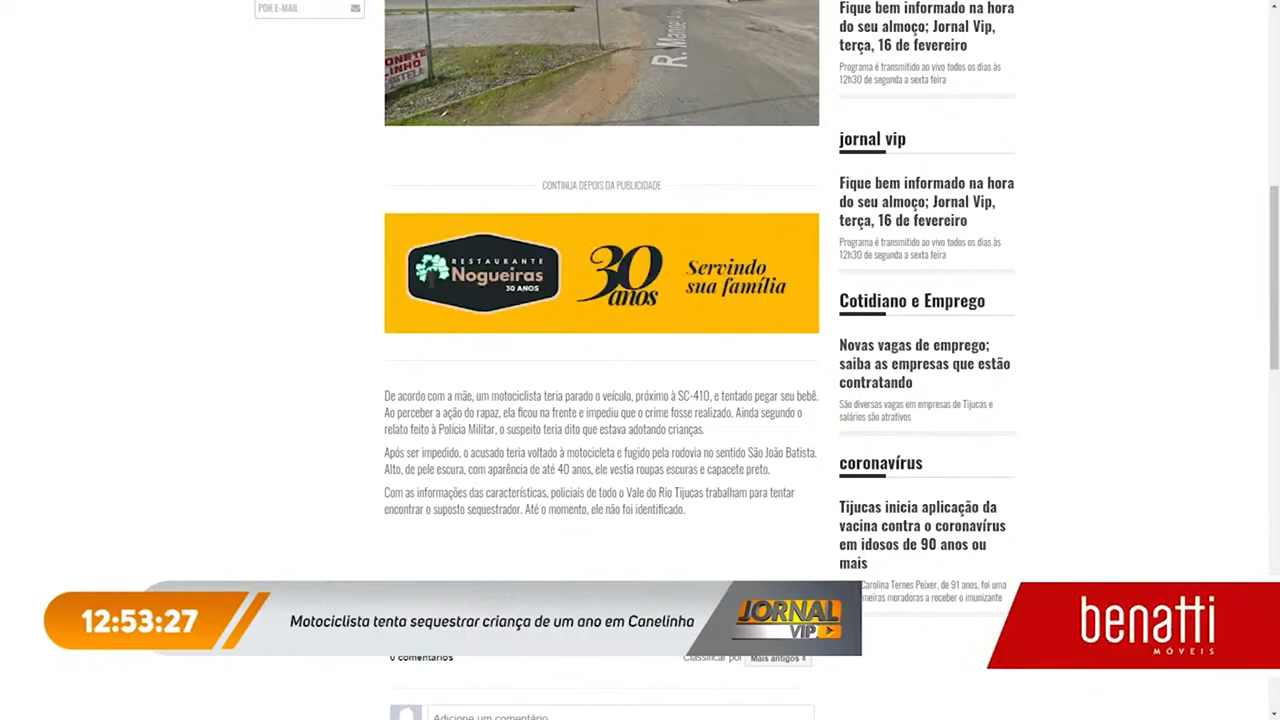 POR E-MAIL
ONETE
LINHO
TELA
R. Manoel
CONTINUA DEPOIS DA PUBLICIDADE
RESTAURANTE
Nogueiras
30 ANOS
30
anos
Servindo
sua família
De acordo com a mãe, um motociclista teria parado o veículo, próximo à SC-410, e tentado pegar seu bebê.
Ao perceber a ação do rapaz, ela ficou na frente e impediu que o crime fosse realizado. Ainda segundo o
relato feito à Polícia Militar, o suspeito teria dito que estava adotando crianças.
Após ser impedido, o acusado teria voltado à motocicleta e fugido pela rodovia no sentido São João Batista.
Alto, de pele escura, com aparência de até 40 anos, ele vestia roupas escuras e capacete preto.
Com as informações das características, policiais de todo o Vale do Rio Tijucas trabalham para tentar
encontrar o suposto sequestrador. Até o momento, ele não foi identificado.
Fique bem informado na hora
do seu almoço; Jornal Vip,
terça, 16 de fevereiro
Programa é transmitido ao vivo todos os dias às
12h30 de segunda a sexta feira
jornal vip
Fique bem informado na hora
do seu almoço; Jornal Vip,
terça, 16 de fevereiro
Programa é transmitido ao vivo todos os dias às
12h30 de segunda a sexta feira
Cotidiano e Emprego
Novas vagas de emprego;
saiba as empresas que estão
contratando
São diversas vagas em empresas de Tijucas e
salários são atrativos
coronavírus
Tijucas inicia aplicação da
vacina contra o coronavírus
em idosos de 90 anos ou
mais
Carolina Ternes Peixer, de 91 anos, foi uma
meiras moradoras a receber o imunizante
12:53:27
Motociclista tenta sequestrar criança de um ano em Canelinha
JORNAL
VIP
benatti
MÓVEIS
0 comentários
Classificar por
Mais antigos
Adicione um comentário